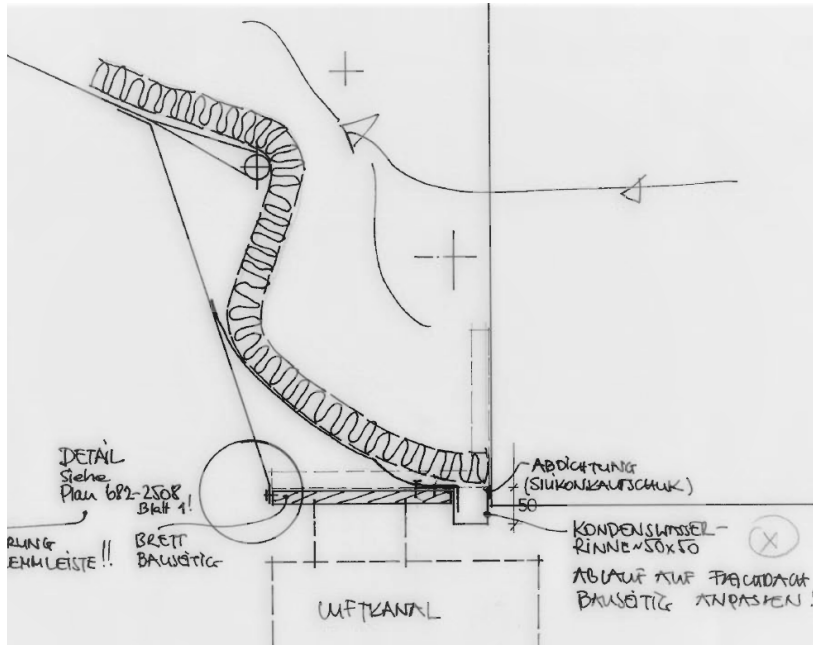 DETAIL
Siehe
Plan 682-2508
Blatt 1!
RUNG
EMMLEISTE!!
BRETT
BAUSEITIG
LUFTKANAL
ABDICHTUNG
(SILIKONKAUTSCHUK)
50
KONDENSWASSER-
RINNE ~50x50
ABLAUF AUF FLACHDACH
BAUSEITIG ANPASSEN!